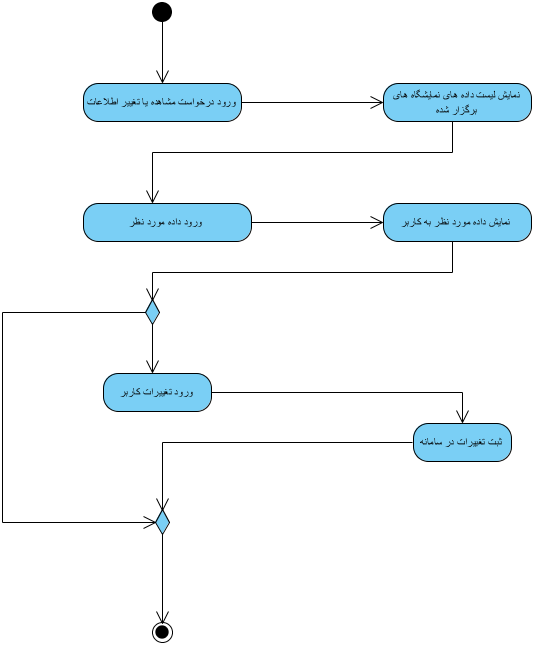 ورود درخواست مشاهده یا تغییر اطلاعات
نمایش لیست داده های نمایشگاه های
برگزار شده
ورود داده مورد نظر
نمایش داده مورد نظر به کاربر
ورود تغییرات کاربر
ثبت تغییرات در سامانه